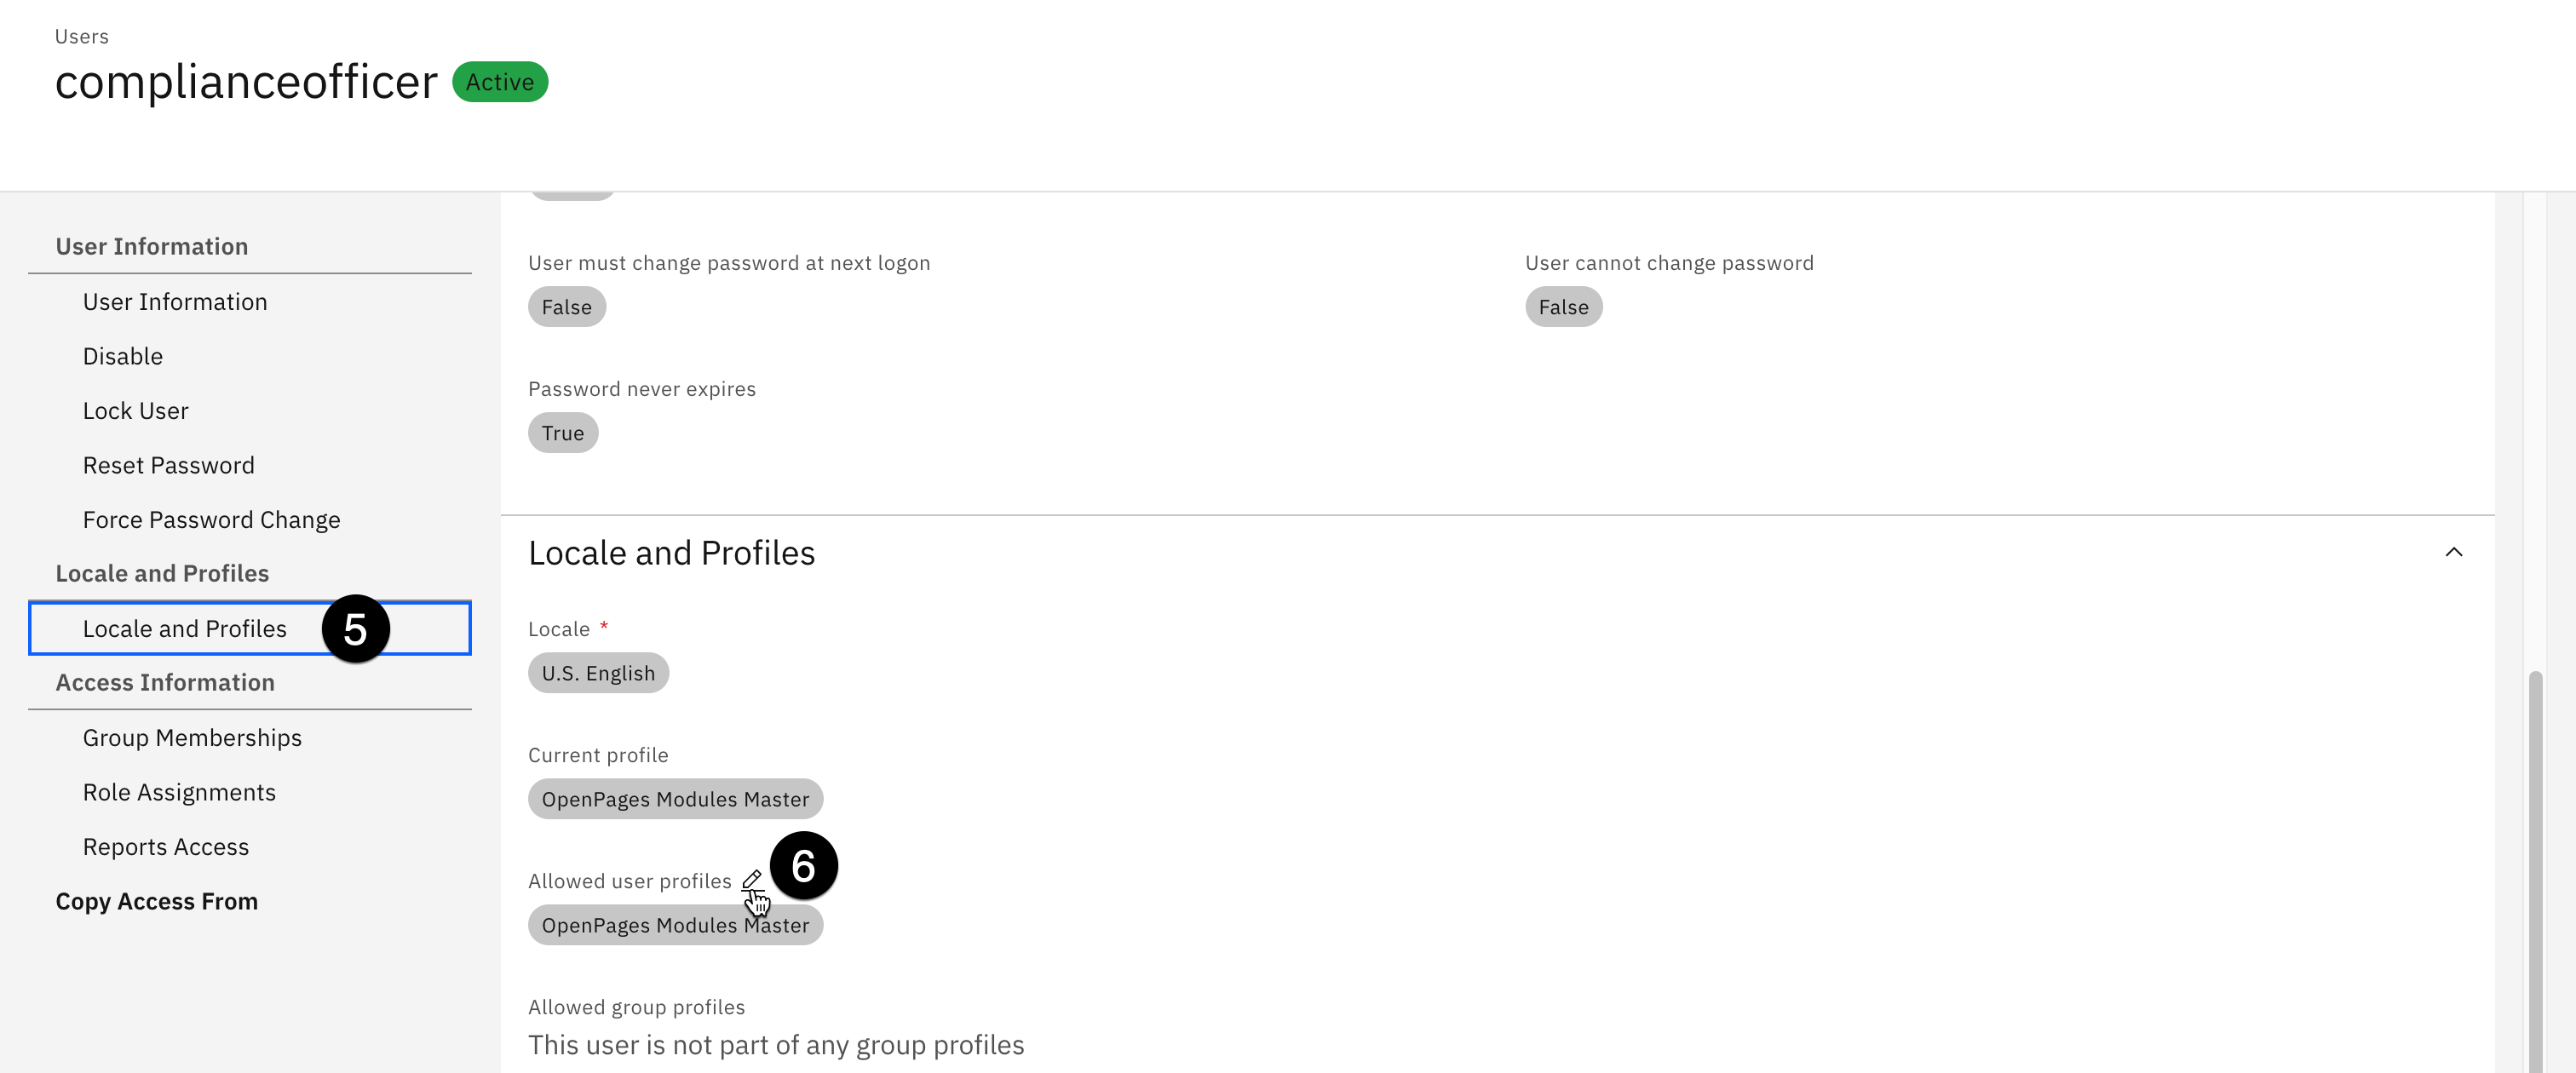 Users
complianceofficer Active
User Information
User Information
Disable
Lock User
Reset Password
Force Password Change
Locale and Profiles
Locale and Profiles 5
Access Information
Group Memberships
Role Assignments
Reports Access
Copy Access From
User must change password at next logon
False
User cannot change password
False
Password never expires
True
Locale and Profiles
Locale *
U.S. English
Current profile
OpenPages Modules Master
Allowed user profiles 6
OpenPages Modules Master
Allowed group profiles
This user is not part of any group profiles